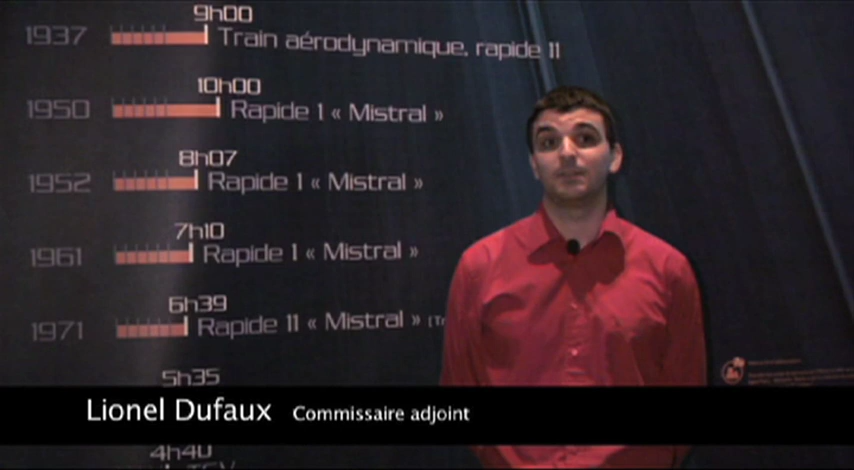 9h00
1937 Train aérodynamique, rapide 11
10h00
1950 Rapide 1 « Mistral »
8h07
1952 Rapide 1 « Mistral »
7h10
1961 Rapide 1 « Mistral »
6h39
1971 Rapide 11 « Mistral »
5h35
Lionel Dufaux Commissaire adjoint
4h40
TGV